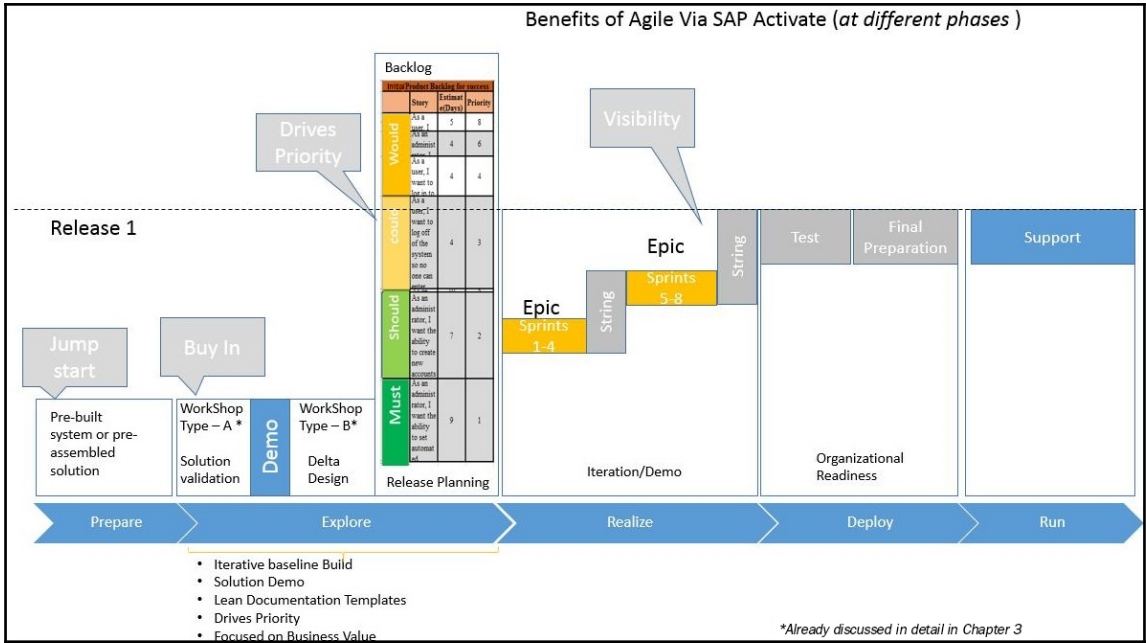 Benefits of Agile Via SAP Activate (at different phases )
Backlog
Initial Product Backlog for success
Story
Estimat
e(Days)
Priority
Would
As a
user, I
5
8
As an
administ
4
6
As a
user, I
want to
log in to
4
4
could
As a
user, I
want to
log off
of the
system
so no
one can
enter
4
3
Should
As an
administ
rator, I
want the
ability
to create
new
accounts
7
2
Must
As an
administ
rator, I
want the
ability
to set
automat
ed
9
1
Release Planning
Drives
Priority
Visibility
Release 1
Jump
start
Buy In
Pre-built
system or pre-
assembled
solution
WorkShop
Type – A *
Solution
validation
Demo
WorkShop
Type – B*
Delta
Design
Epic
Sprints
1-4
String
Epic
Sprints
5-8
String
Iteration/Demo
Test
Final
Preparation
Organizational
Readiness
Support
Prepare
Explore
Realize
Deploy
Run
• Iterative baseline Build
• Solution Demo
• Lean Documentation Templates
• Drives Priority
• Focused on Business Value
*Already discussed in detail in Chapter 3